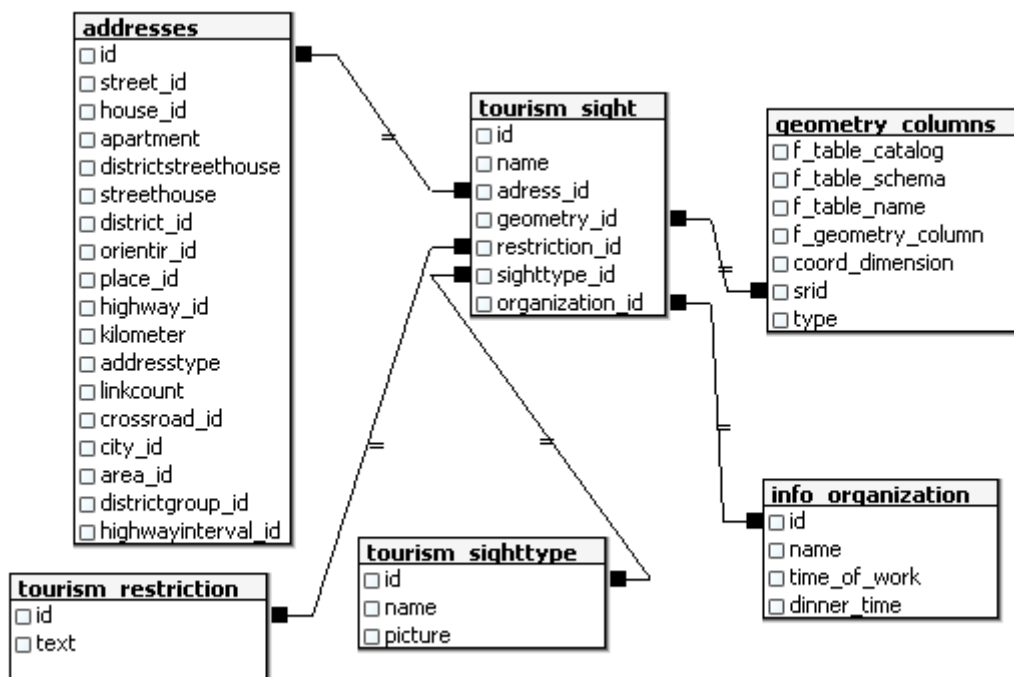 addresses
id
street_id
house_id
apartment
districtstreethouse
streethouse
district_id
orientir_id
place_id
highway_id
kilometer
addresstype
linkcount
crossroad_id
city_id
area_id
districtgroup_id
highwayinterval_id
tourism_sight
id
name
adress_id
geometry_id
restriction_id
sighttype_id
organization_id
geometry_columns
f_table_catalog
f_table_schema
f_table_name
f_geometry_column
coord_dimension
srid
type
tourism_restriction
id
text
tourism_sighttype
id
name
picture
info_organization
id
name
time_of_work
dinner_time